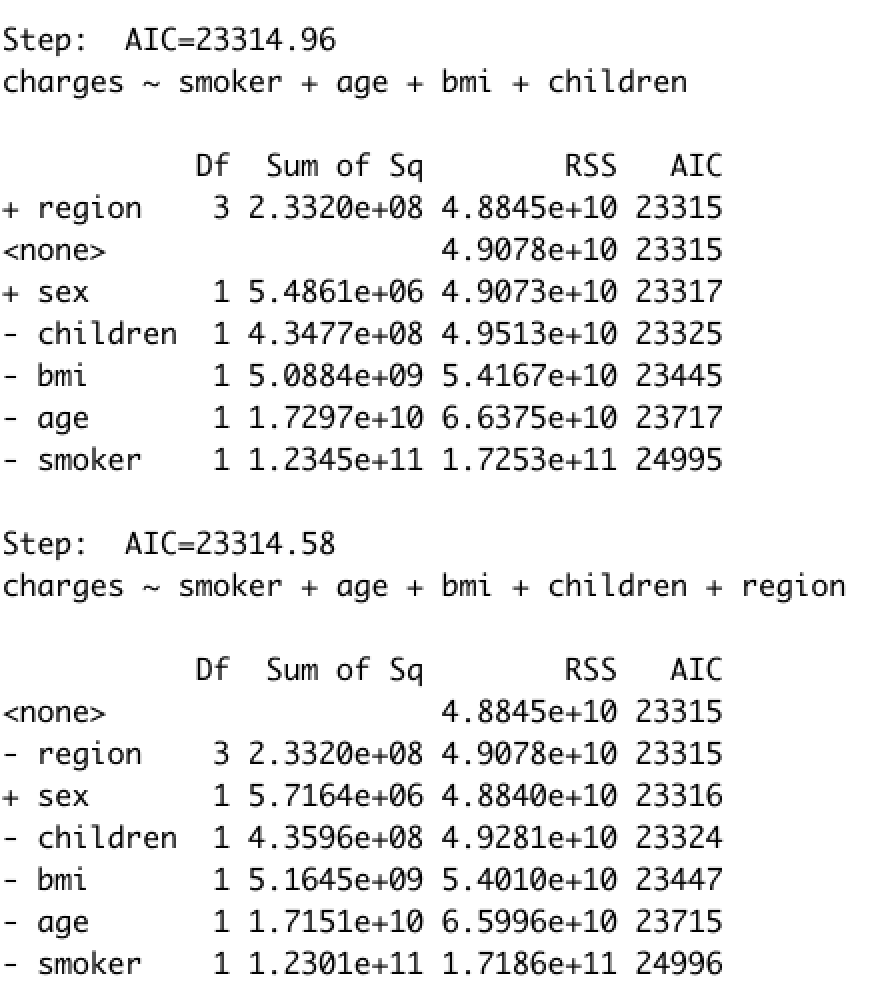 Step:  AIC=23314.96
charges ~ smoker + age + bmi + children

           Df  Sum of Sq        RSS   AIC
+ region    3 2.3320e+08 4.8845e+10 23315
<none>                   4.9078e+10 23315
+ sex       1 5.4861e+06 4.9073e+10 23317
- children  1 4.3477e+08 4.9513e+10 23325
- bmi       1 5.0884e+09 5.4167e+10 23445
- age       1 1.7297e+10 6.6375e+10 23717
- smoker    1 1.2345e+11 1.7253e+11 24995

Step:  AIC=23314.58
charges ~ smoker + age + bmi + children + region

           Df  Sum of Sq        RSS   AIC
<none>                   4.8845e+10 23315
- region    3 2.3320e+08 4.9078e+10 23315
+ sex       1 5.7164e+06 4.8840e+10 23316
- children  1 4.3596e+08 4.9281e+10 23324
- bmi       1 5.1645e+09 5.4010e+10 23447
- age       1 1.7151e+10 6.5996e+10 23715
- smoker    1 1.2301e+11 1.7186e+11 24996